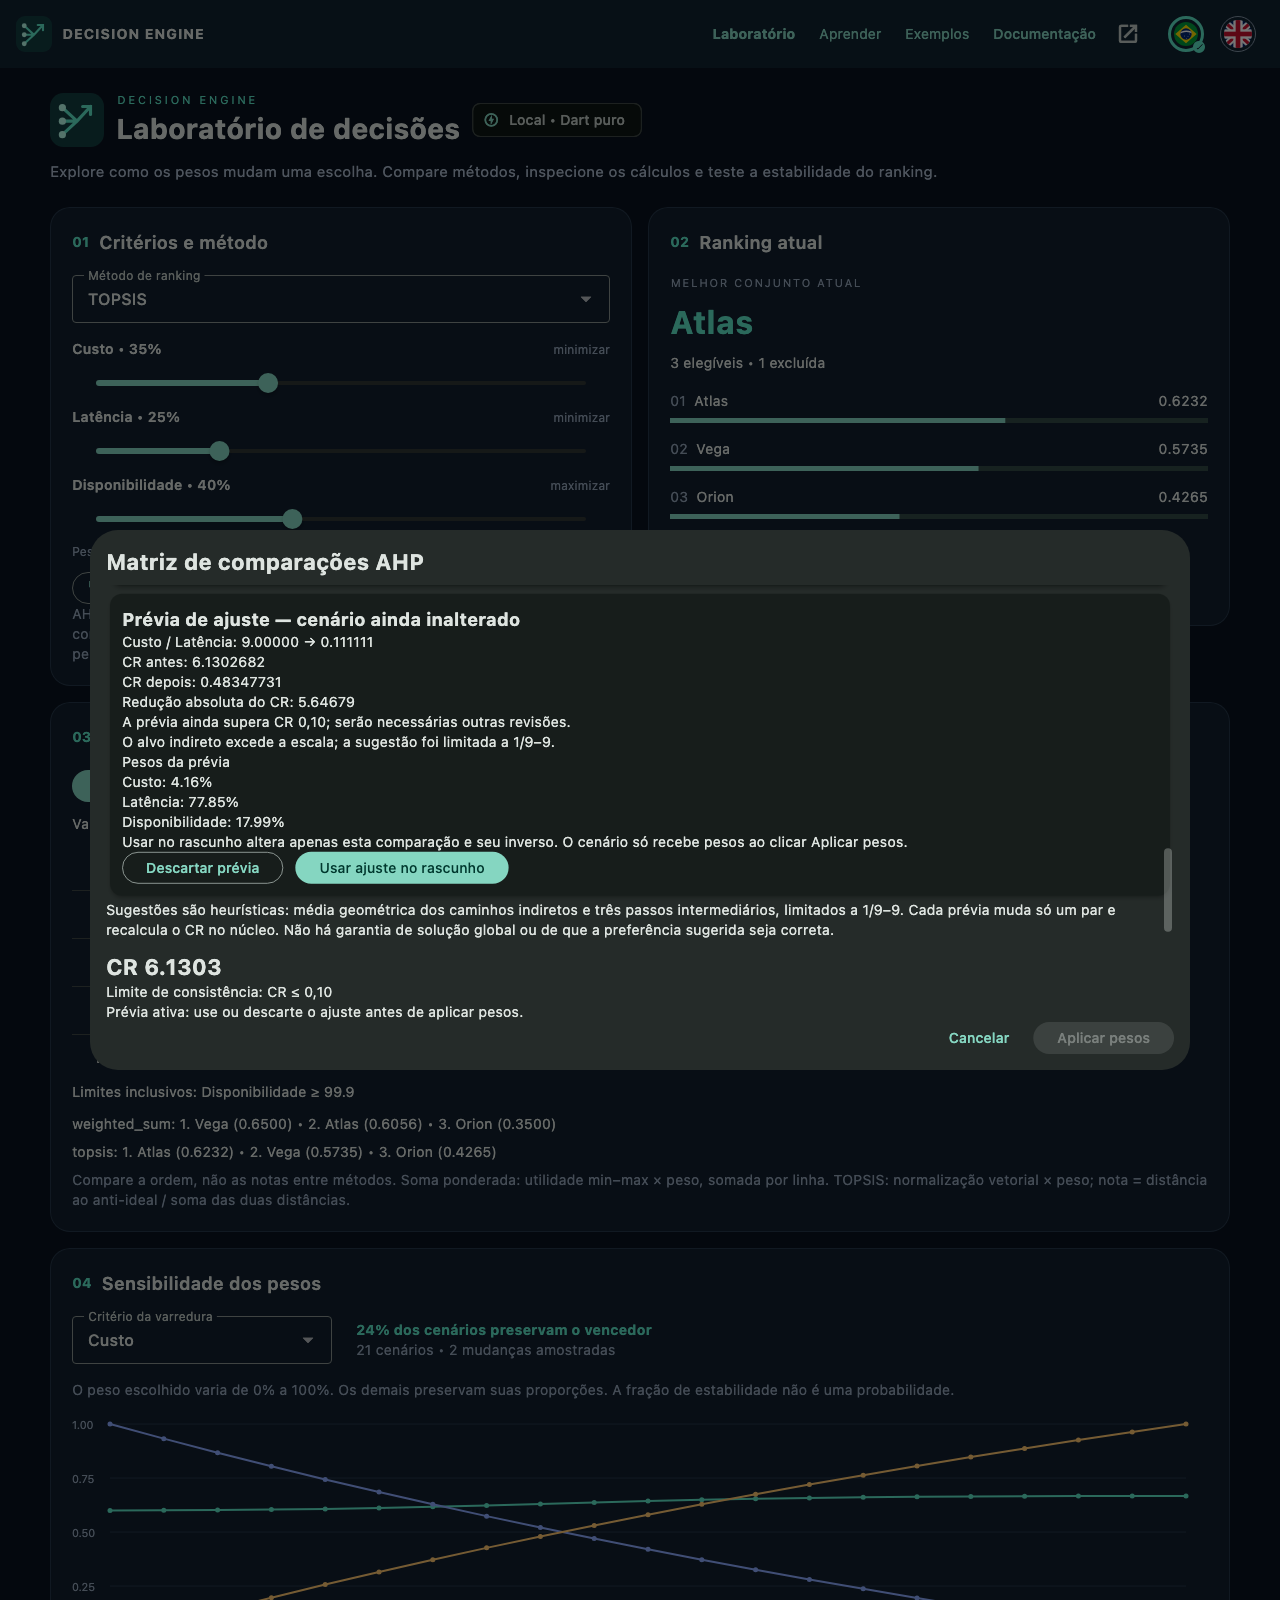 DECISION ENGINE
Laboratório
Aprender
Exemplos
Documentação
DECISION ENGINE
Laboratório de decisões
Local • Dart puro
Explore como os pesos mudam uma escolha. Compare métodos, inspecione os cálculos e teste a estabilidade do ranking.
01 Critérios e método
Método de ranking
TOPSIS
Custo • 35%
minimizar
Latência • 25%
minimizar
Disponibilidade • 40%
maximizar
Pes
AH
co
pe
02 Ranking atual
MELHOR CONJUNTO ATUAL
Atlas
3 elegíveis • 1 excluída
01 Atlas 0.6232
02 Vega 0.5735
03 Orion 0.4265
Matriz de comparações AHP
Prévia de ajuste — cenário ainda inalterado
Custo / Latência: 9.00000 → 0.111111
CR antes: 6.1302682
CR depois: 0.48347731
Redução absoluta do CR: 5.64679
A prévia ainda supera CR 0,10; serão necessárias outras revisões.
O alvo indireto excede a escala; a sugestão foi limitada a 1/9–9.
Pesos da prévia
Custo: 4.16%
Latência: 77.85%
Disponibilidade: 17.99%
Usar no rascunho altera apenas esta comparação e seu inverso. O cenário só recebe pesos ao clicar Aplicar pesos.
Descartar prévia
Usar ajuste no rascunho
Sugestões são heurísticas: média geométrica dos caminhos indiretos e três passos intermediários, limitados a 1/9–9. Cada prévia muda só um par e
recalcula o CR no núcleo. Não há garantia de solução global ou de que a preferência sugerida seja correta.
CR 6.1303
Limite de consistência: CR ≤ 0,10
Prévia ativa: use ou descarte o ajuste antes de aplicar pesos.
Cancelar
Aplicar pesos
03
Va
Limites inclusivos: Disponibilidade ≥ 99.9
weighted_sum: 1. Vega (0.6500) • 2. Atlas (0.6056) • 3. Orion (0.3500)
topsis: 1. Atlas (0.6232) • 2. Vega (0.5735) • 3. Orion (0.4265)
Compare a ordem, não as notas entre métodos. Soma ponderada: utilidade min–max × peso, somada por linha. TOPSIS: normalização vetorial × peso; nota = distância
ao anti-ideal / soma das duas distâncias.
04 Sensibilidade dos pesos
Critério da varredura
Custo
24% dos cenários preservam o vencedor
21 cenários • 2 mudanças amostradas
O peso escolhido varia de 0% a 100%. Os demais preservam suas proporções. A fração de estabilidade não é uma probabilidade.
1.00
0.75
0.50
0.25